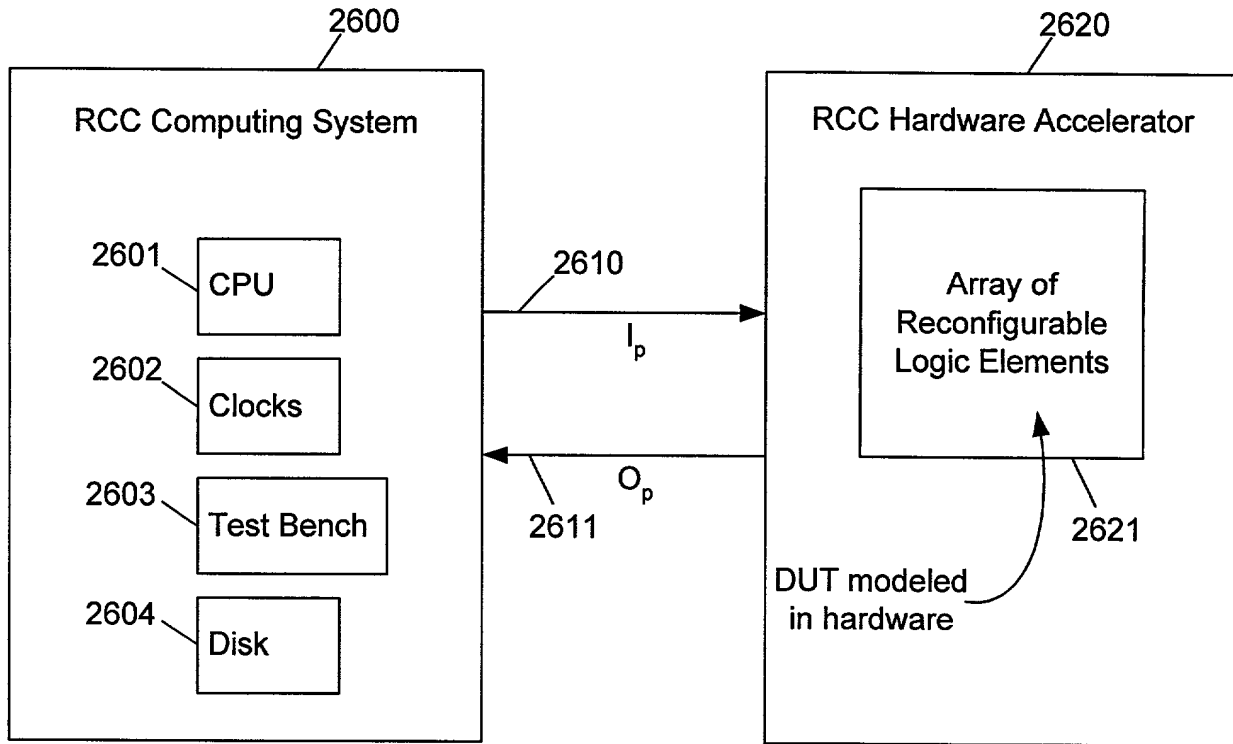 2600
2620
RCC Computing System
RCC Hardware Accelerator
2601
CPU
2602
Clocks
2603
Test Bench
2604
Disk
2610
Ip
Op
2611
Array of
Reconfigurable
Logic Elements
2621
DUT modeled
in hardware